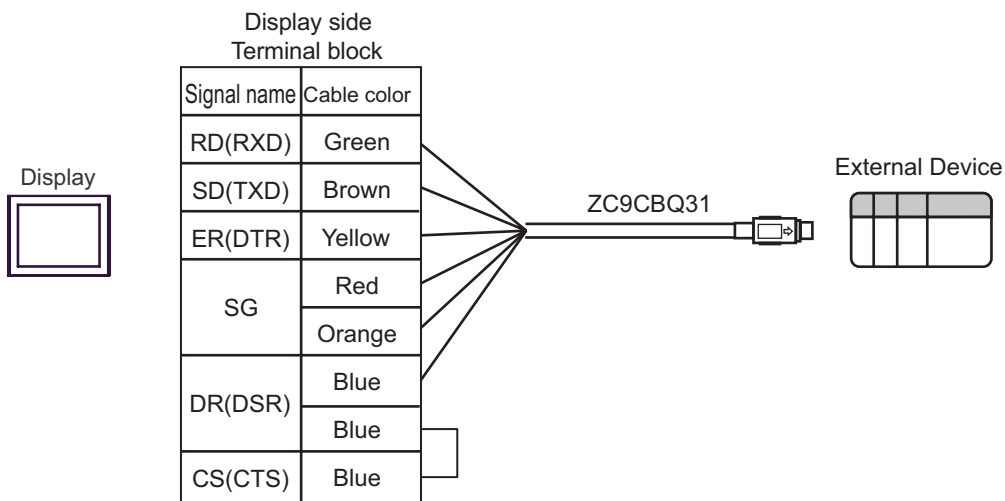 Display side
Terminal block
Signal name Cable color
RD(RXD) Green
SD(TXD) Brown
ER(DTR) Yellow
SG Red
Orange
DR(DSR) Blue
Blue
CS(CTS) Blue
Display
ZC9CBQ31
External Device